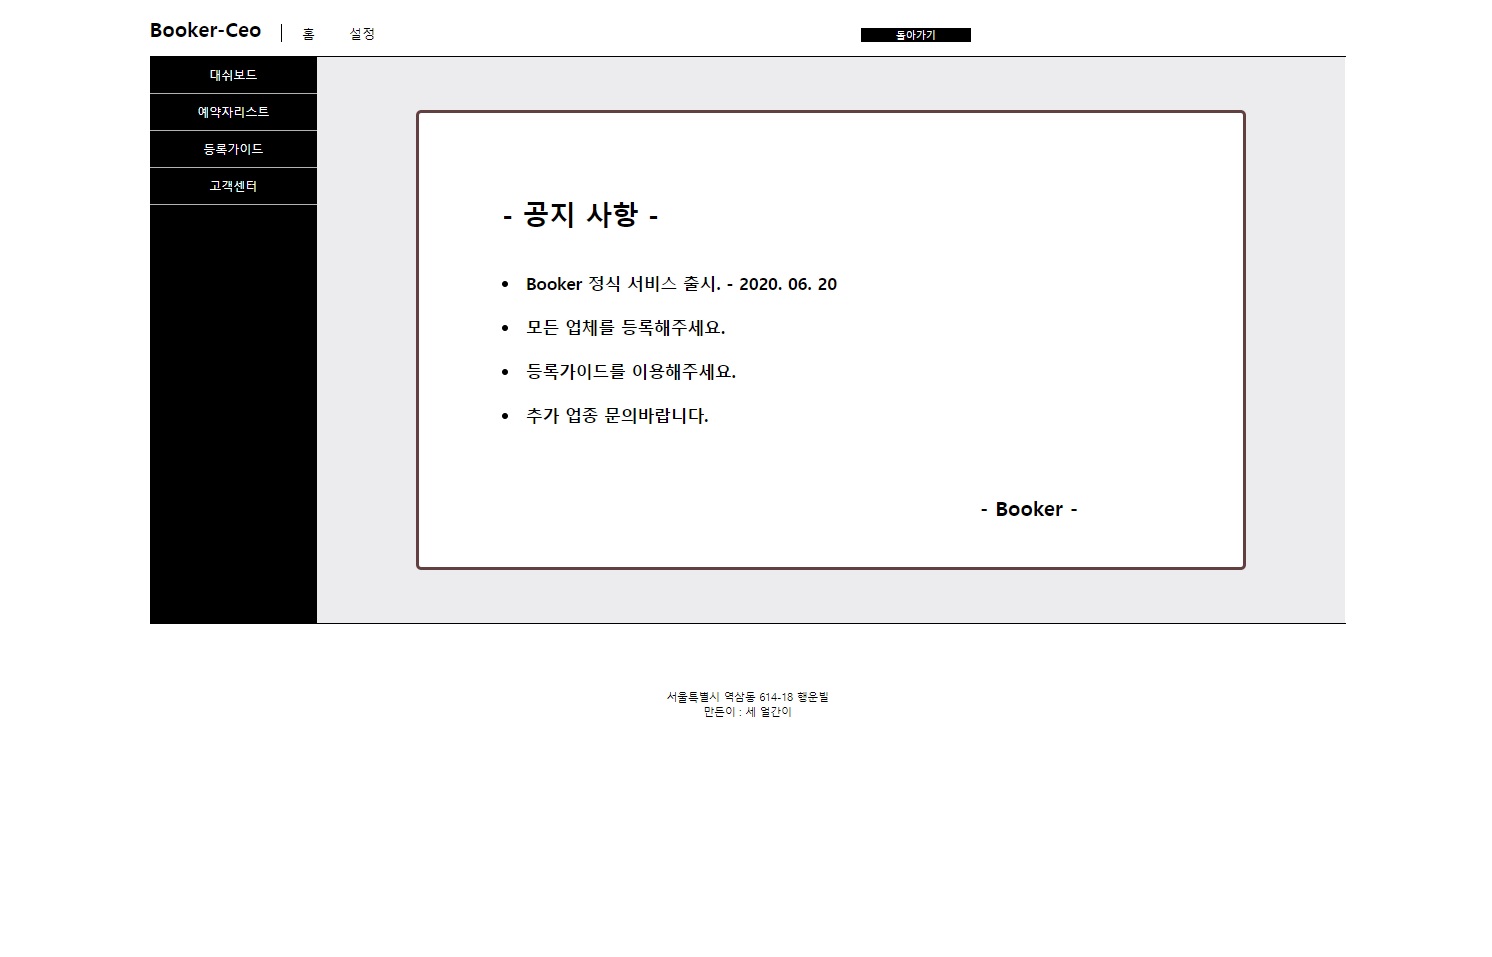 Booker-Ceo
홈 설정
돌아가기
대쉬보드
예약자리스트
등록가이드
고객센터
- 공지 사항 -
Booker 정식 서비스 출시. - 2020. 06. 20
모든 업체를 등록해주세요.
등록가이드를 이용해주세요.
추가 업종 문의바랍니다.
- Booker -
서울특별시 역삼동 614-18 행운빌
만든이 : 세 얼간이